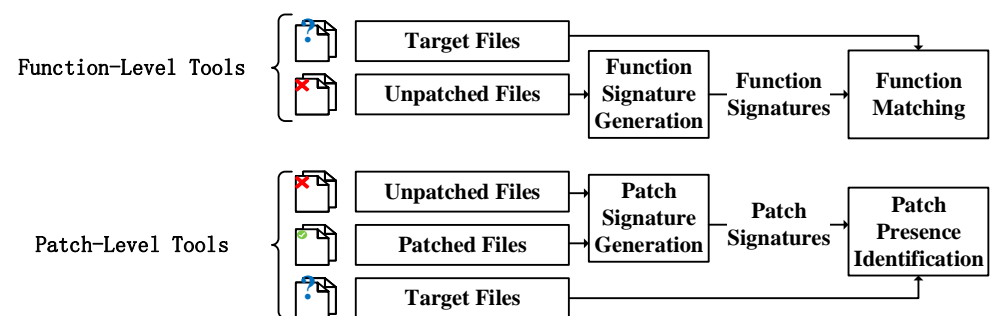 Function-Level Tools
Target Files
Unpatched Files
Function
Signature
Generation
Function
Signatures
Function
Matching
Patch-Level Tools
Unpatched Files
Patched Files
Target Files
Patch
Signature
Generation
Patch
Signatures
Patch
Presence
Identification